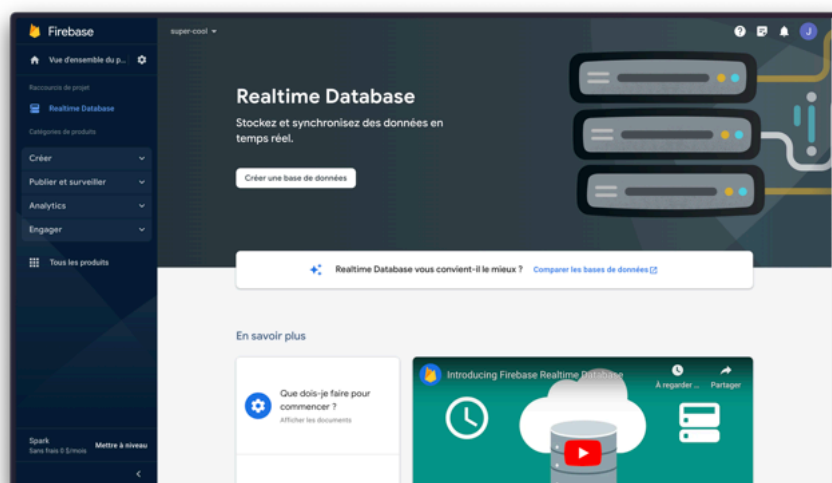 Firebase
super-cool
Vue d'ensemble du p...
Raccourcis de projet
Realtime Database
Catégories de produits
Créer
Publier et surveiller
Analytics
Engager
Tous les produits
Spark
Sans frais 0 $/mois
Mettre à niveau
J
Realtime Database
Stockez et synchronisez des données en
temps réel.
Créer une base de données
Realtime Database vous convient-il le mieux ? Comparer les bases de données
En savoir plus
Que dois-je faire pour
commencer ?
Afficher les documents
Introducing Firebase Realtime Database
À regarder ...
Partager